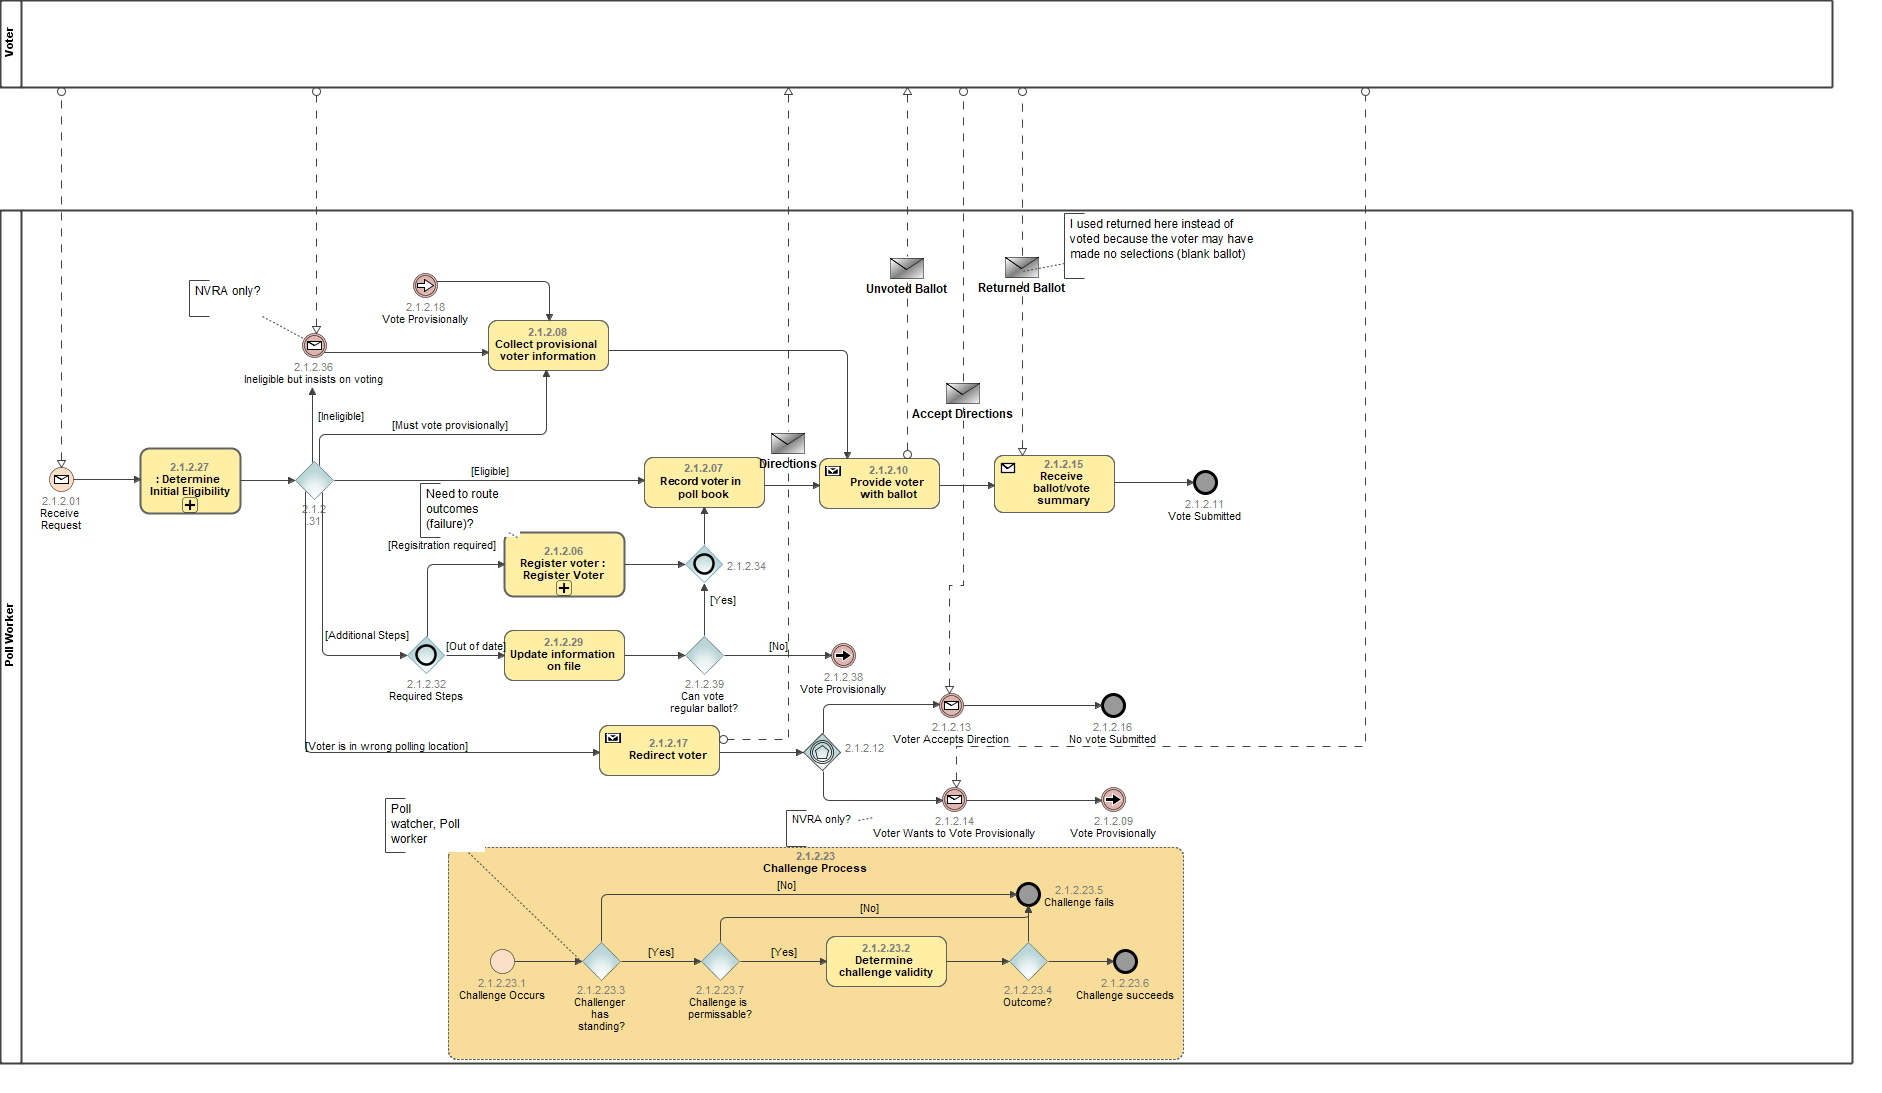 Voter
Poll Worker
I used returned here instead of
voted because the voter may have
made no selections (blank ballot)
NVRA only?
2.1.2.18
Vote Provisionally
Unvoted Ballot
Returned Ballot
2.1.2.08
Collect provisional
voter information
2.1.2.36
Ineligible but insists on voting
[Ineligible]
[Must vote provisionally]
Accept Directions
Directions
2.1.2.01
Receive
Request
2.1.2.27
: Determine
Initial Eligibility
2.1.2
.31
[Eligible]
2.1.2.07
Record voter in
poll book
2.1.2.10
Provide voter
with ballot
2.1.2.15
Receive
ballot/vote
summary
2.1.2.11
Vote Submitted
Need to route
outcomes
(failure)?
[Regisitration required]
2.1.2.06
Register voter :
Register Voter
2.1.2.34
[Yes]
[Additional Steps]
[Out of date]
2.1.2.32
Required Steps
2.1.2.29
Update information
on file
2.1.2.39
Can vote
regular ballot?
[No]
2.1.2.38
Vote Provisionally
[Voter is in wrong polling location]
2.1.2.17
Redirect voter
2.1.2.12
2.1.2.13
Voter Accepts Direction
2.1.2.16
No vote Submitted
NVRA only?
2.1.2.14
Voter Wants to Vote Provisionally
2.1.2.09
Vote Provisionally
Poll
watcher, Poll
worker
2.1.2.23
Challenge Process
[No]
[No]
2.1.2.23.5
Challenge fails
2.1.2.23.1
Challenge Occurs
2.1.2.23.3
Challenger
has
standing?
[Yes]
2.1.2.23.7
Challenge is
permissable?
[Yes]
2.1.2.23.2
Determine
challenge validity
2.1.2.23.4
Outcome?
2.1.2.23.6
Challenge succeeds